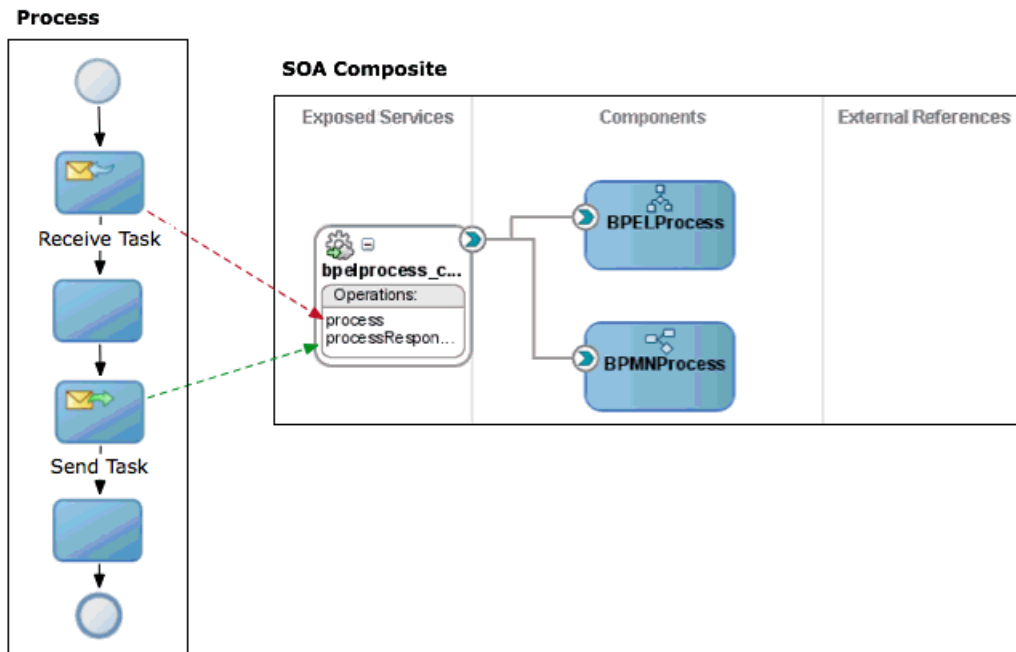 Process
SOA Composite
Exposed Services
Components
External References
Receive Task
BPELProcess
bpelprocess_c...
Operations:
process
processRespon...
BPMNProcess
Send Task